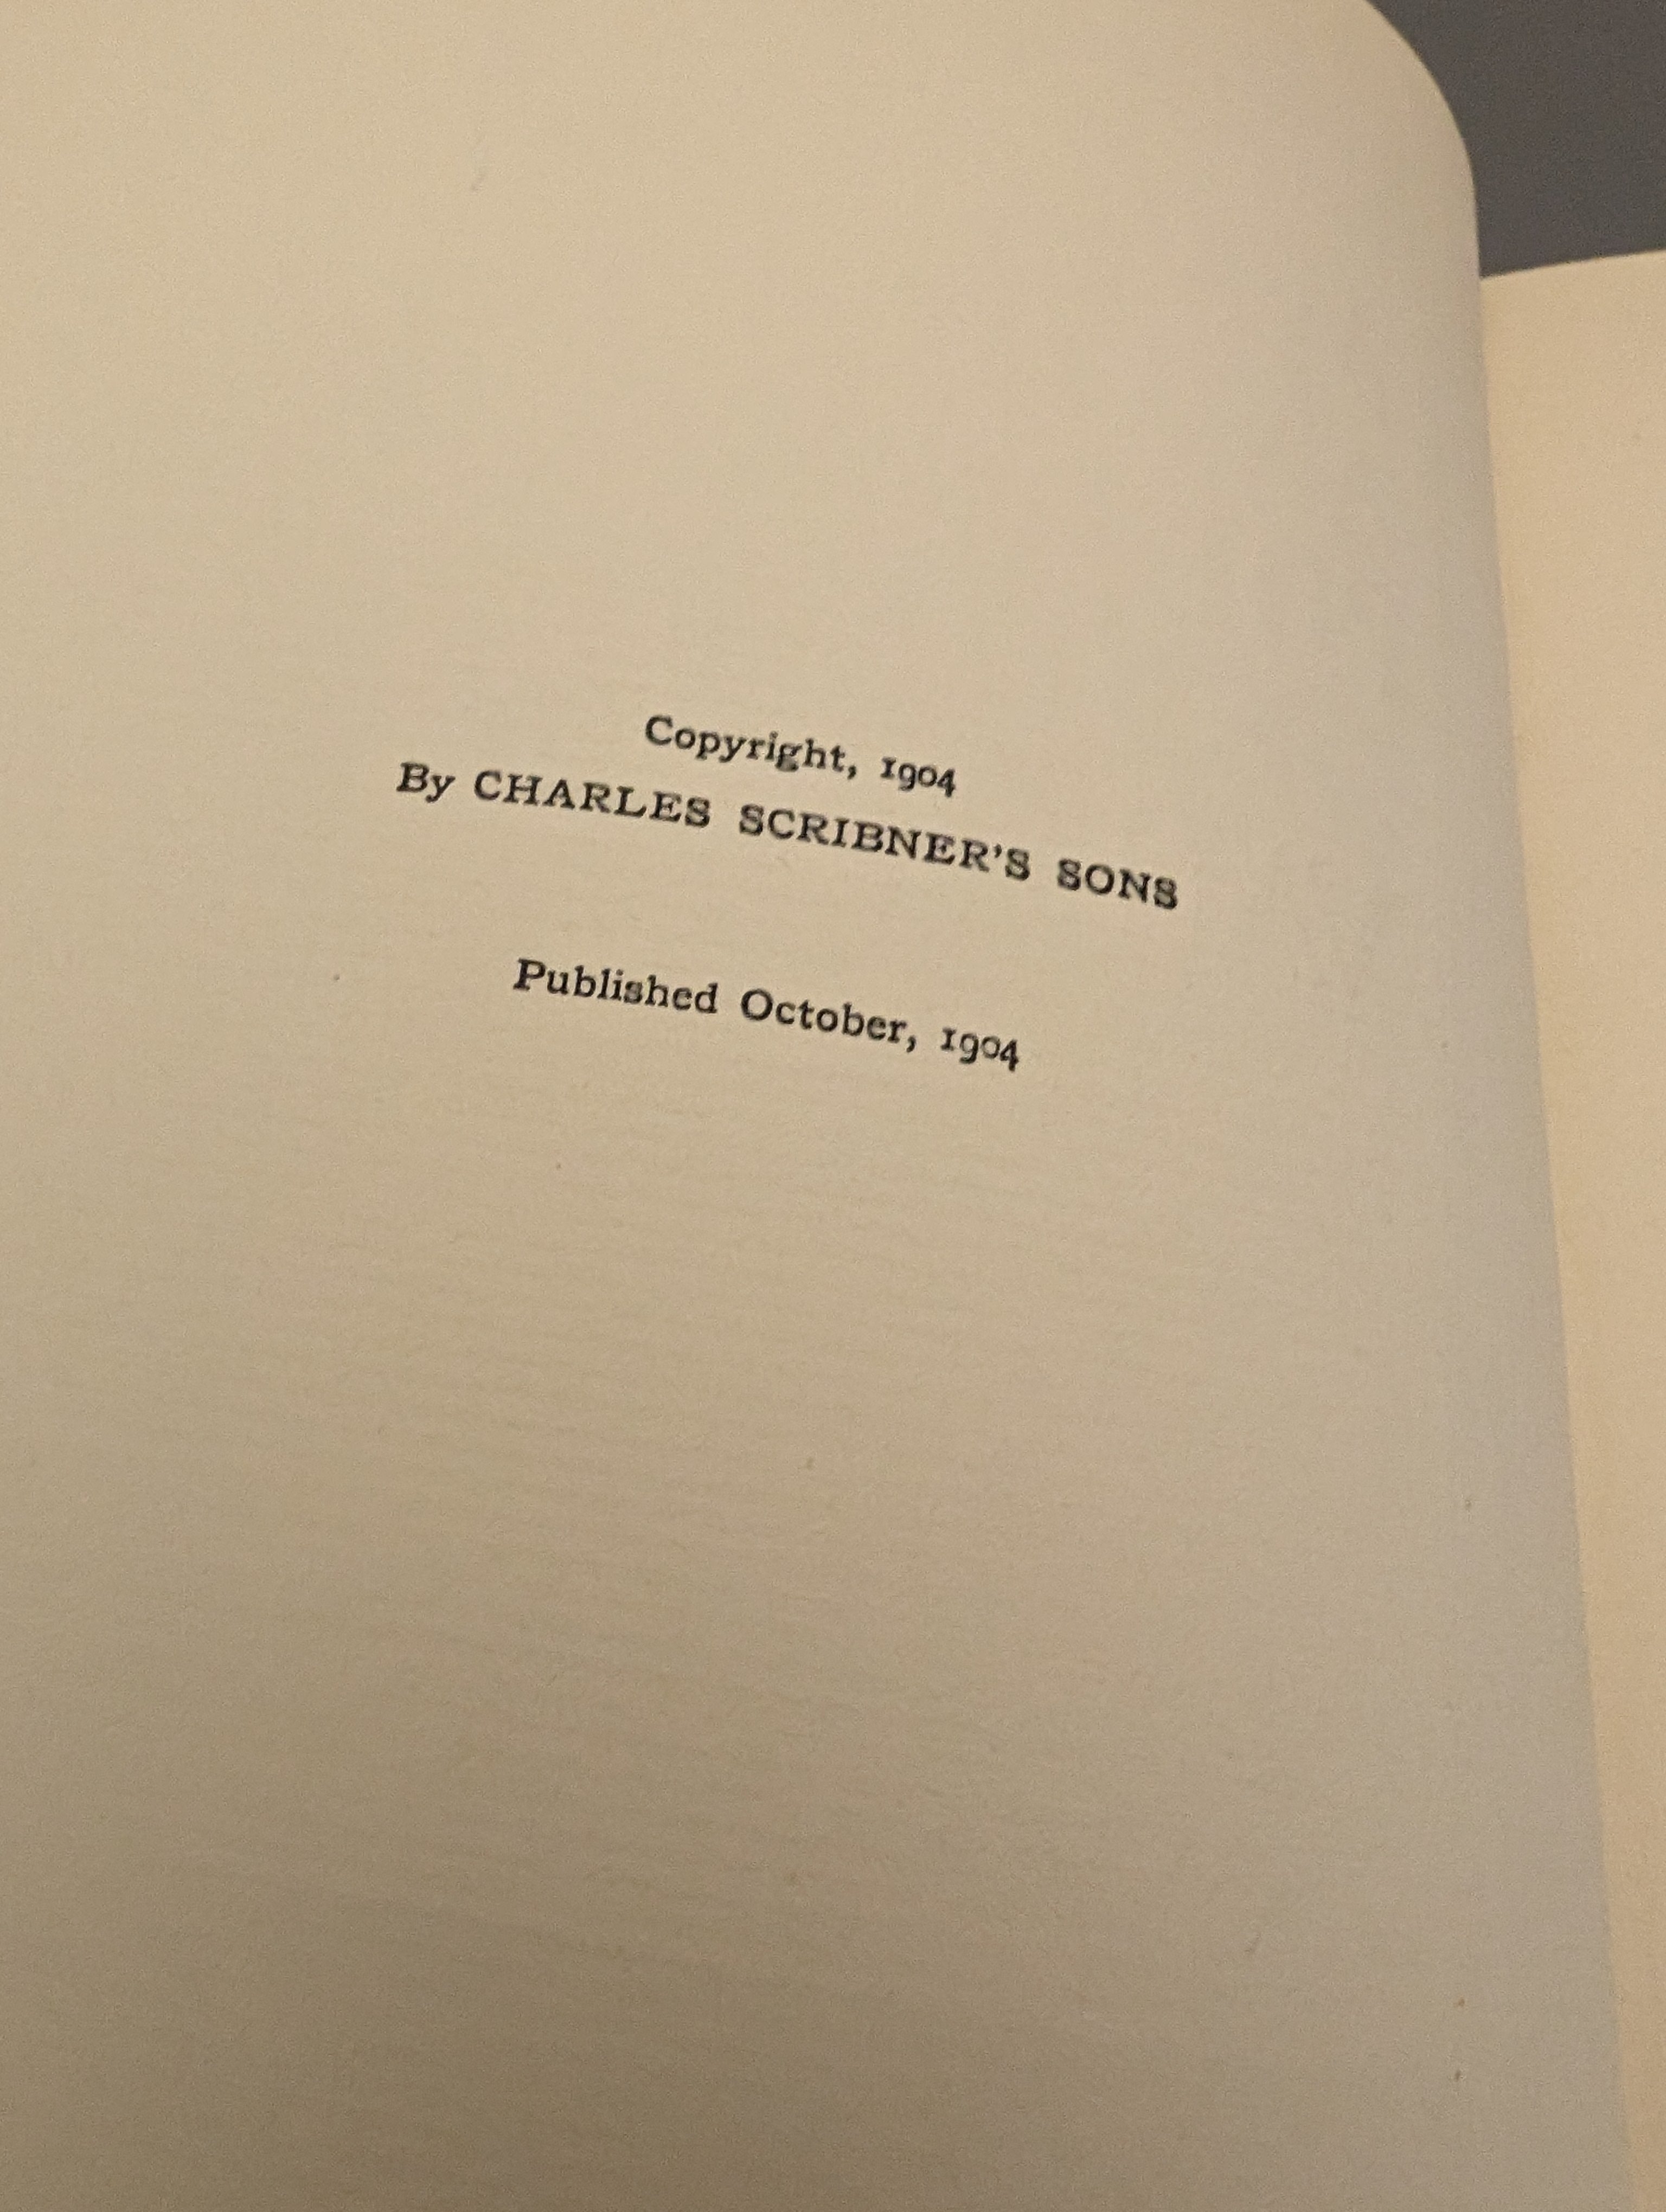 Copyright, 1904
By CHARLES SCRIBNER'S SONS
Published October, 1904